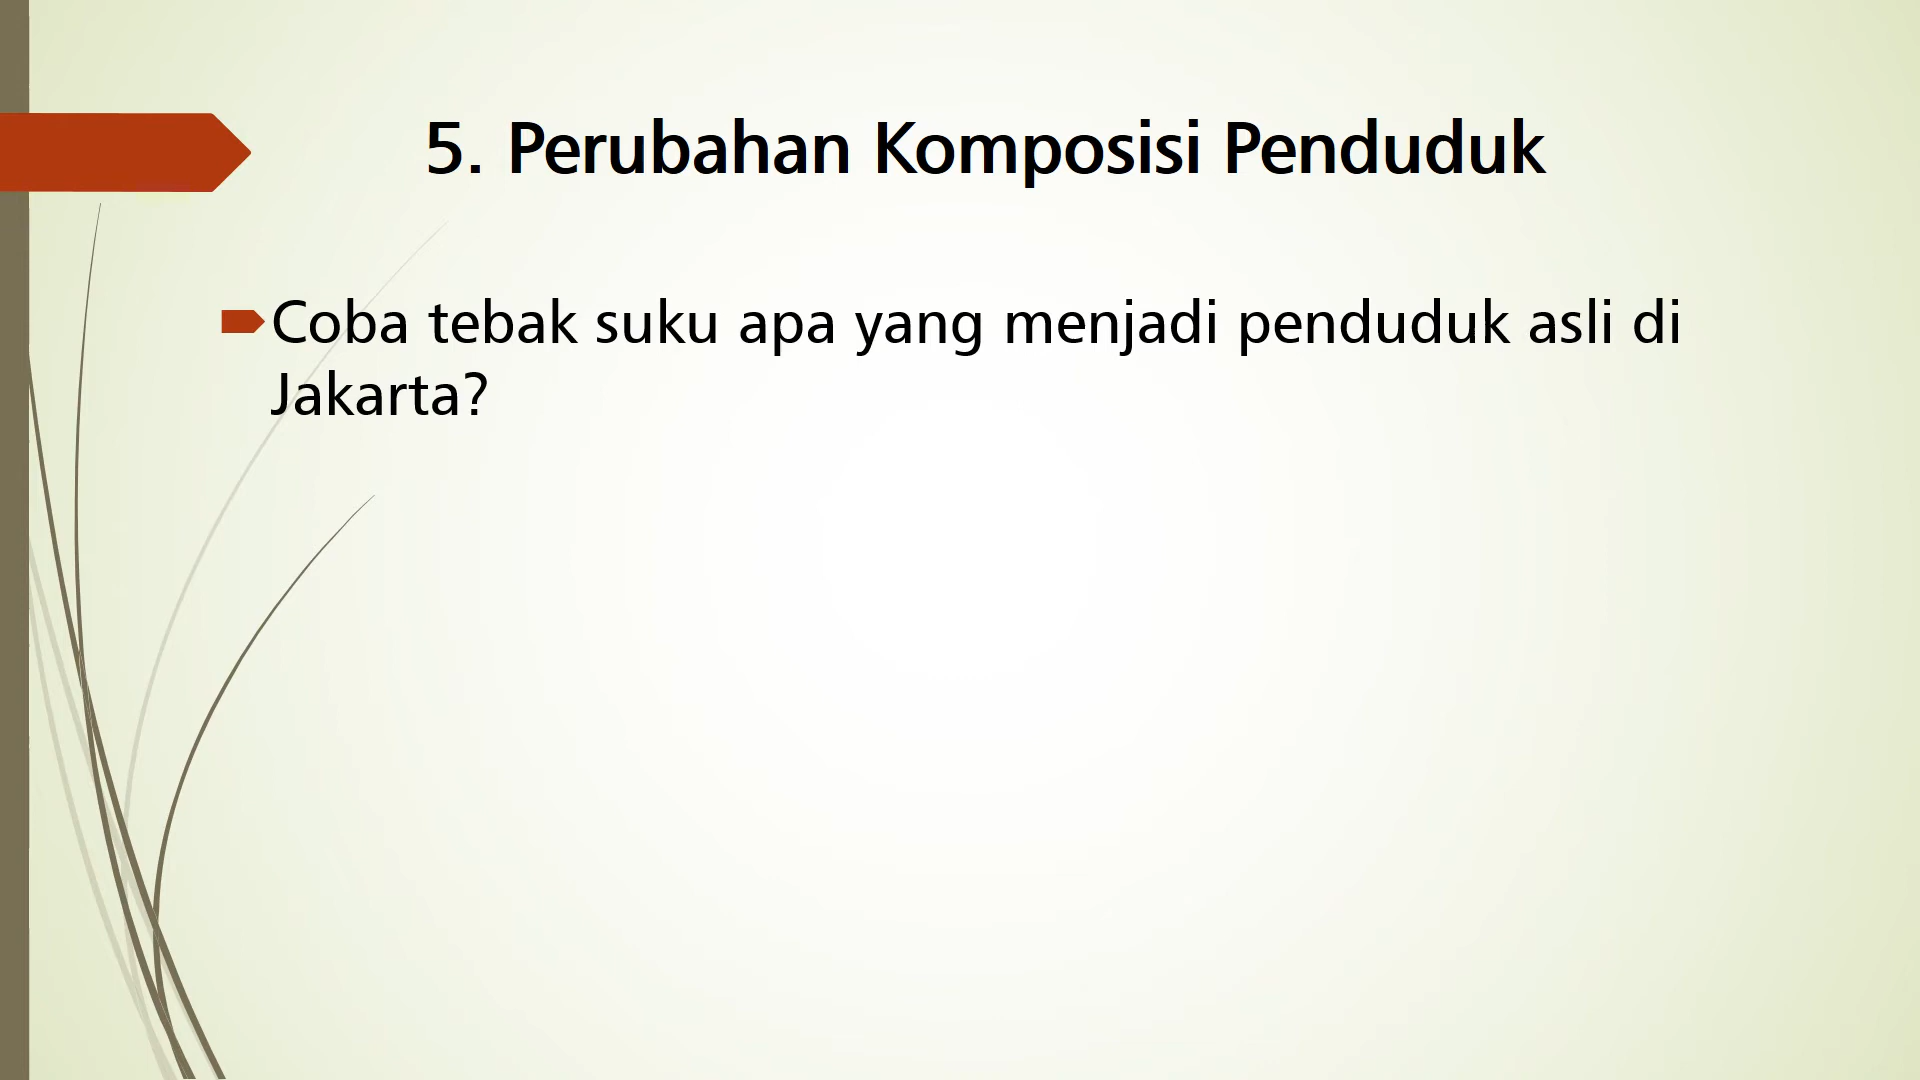 5. Perubahan Komposisi Penduduk
Coba tebak suku apa yang menjadi penduduk asli di
Jakarta?